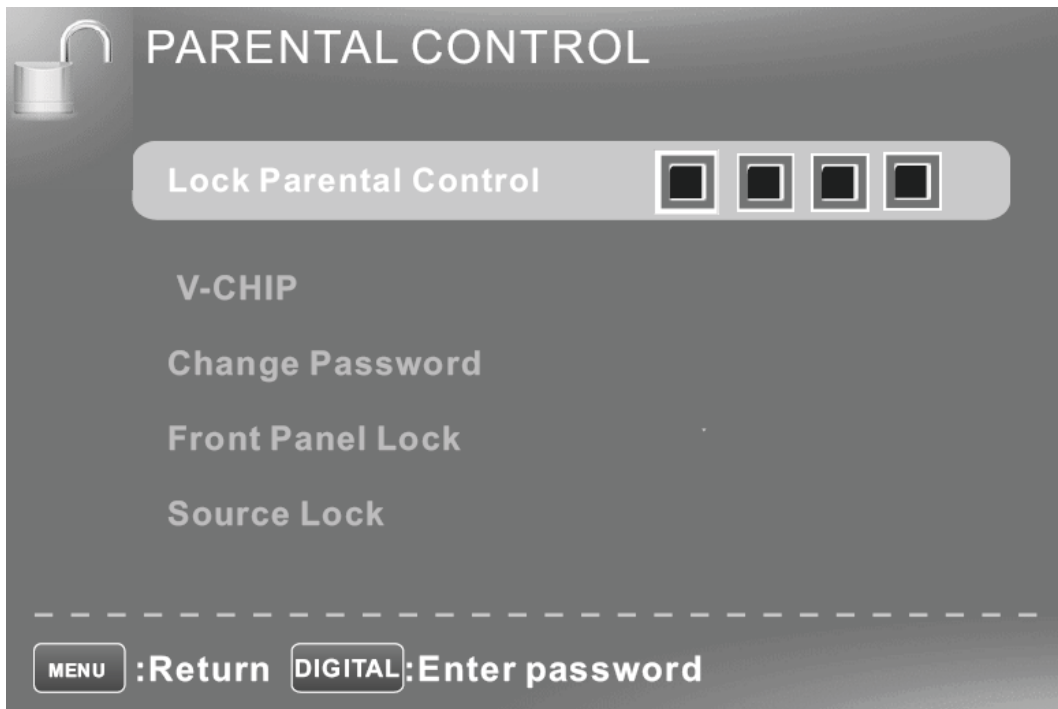 PARENTAL CONTROL
Lock Parental Control
V-CHIP
Change Password
Front Panel Lock
Source Lock
MENU :Return DIGITAL:Enter password